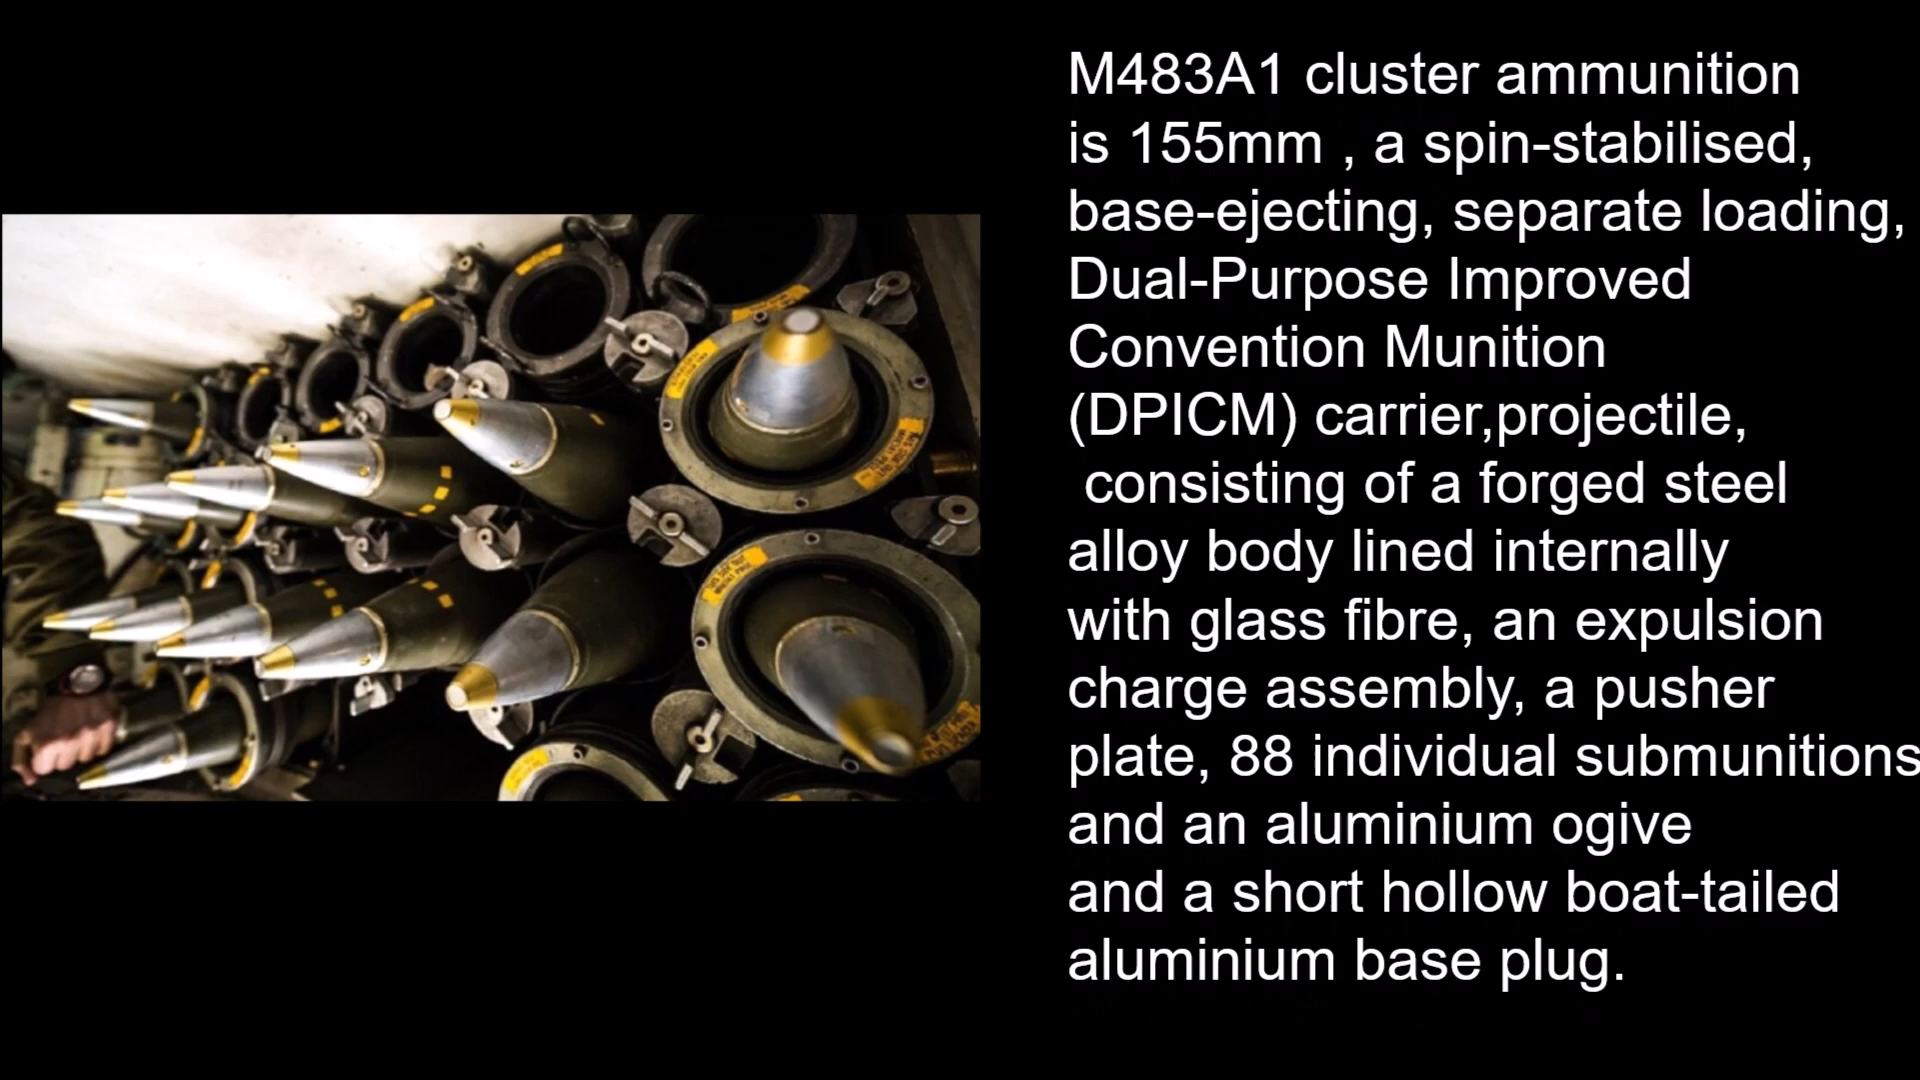 M483A1 cluster ammunition
is 155mm , a spin-stabilised,
base-ejecting, separate loading,
Dual-Purpose Improved
Convention Munition
(DPICM) carrier,projectile,
consisting of a forged steel
alloy body lined internally
with glass fibre, an expulsion
charge assembly, a pusher
plate, 88 individual submunitions
and an aluminium ogive
and a short hollow boat-tailed
aluminium base plug.